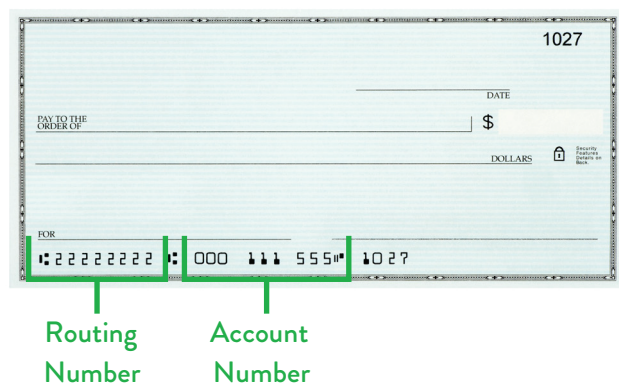 1027
DATE
PAY TO THE
ORDER OF
$
DOLLARS
Security
Features
Details on
Back.
FOR
⑆22222222⑆ 000 111 555⑈ 1027
Routing
Number
Account
Number